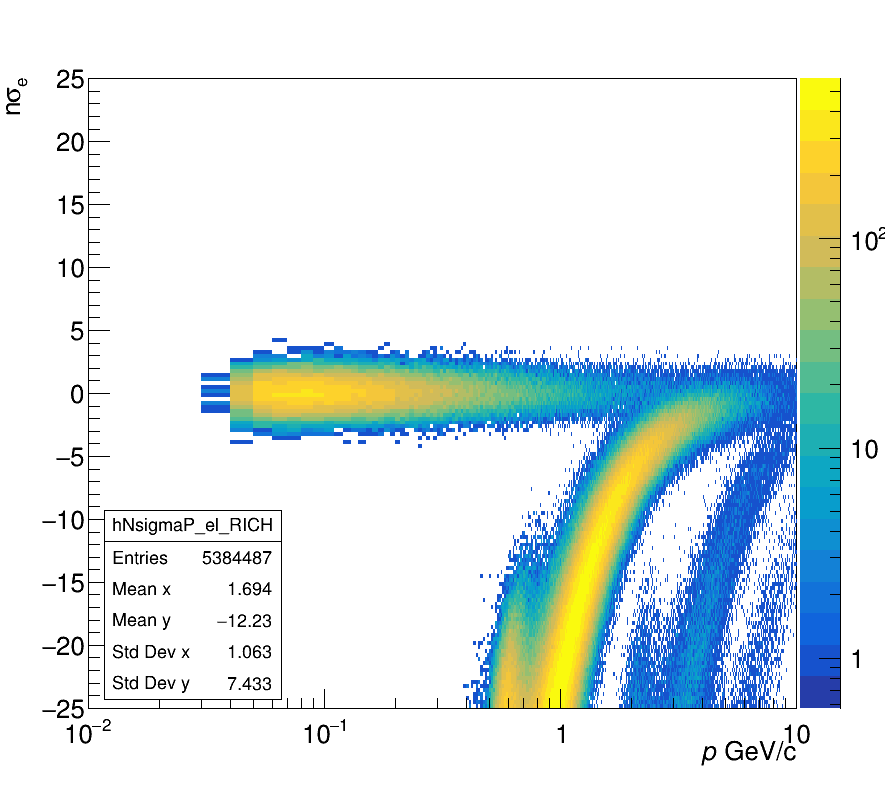 nσe
25
20
15
10
5
0
−5
−10
−15
−20
−25
hNsigmaP_el_RICH
Entries 5384487
Mean x 1.694
Mean y −12.23
Std Dev x 1.063
Std Dev y 7.433
10−2 10−1 1 10
p GeV/c
102
10
1